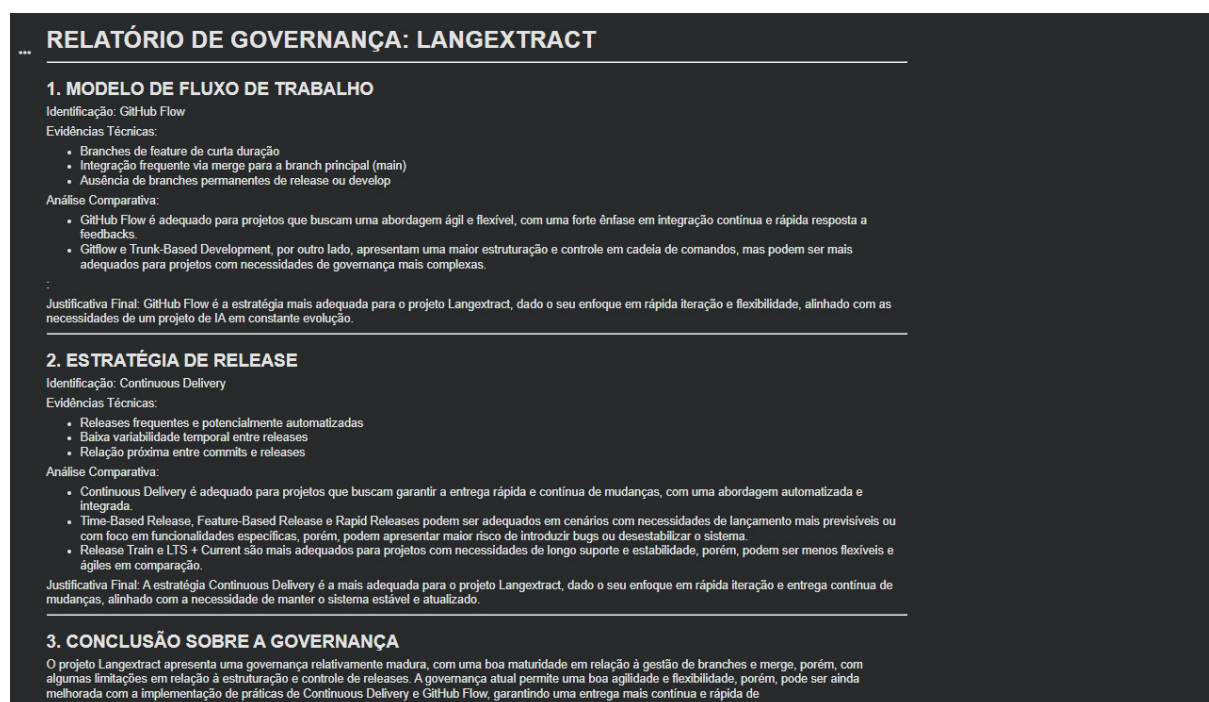 RELATÓRIO DE GOVERNANÇA: LANGEXTRACT
1. MODELO DE FLUXO DE TRABALHO
Identificação: GitHub Flow
Evidências Técnicas:
• Branches de feature de curta duração
• Integração frequente via merge para a branch principal (main)
• Ausência de branches permanentes de release ou develop
Análise Comparativa:
• GitHub Flow é adequado para projetos que buscam uma abordagem ágil e flexível, com uma forte ênfase em integração contínua e rápida resposta a
feedbacks.
• Gitflow e Trunk-Based Development, por outro lado, apresentam uma maior estruturação e controle em cadeia de comandos, mas podem ser mais
adequados para projetos com necessidades de governança mais complexas.
:
Justificativa Final: GitHub Flow é a estratégia mais adequada para o projeto Langextract, dado o seu enfoque em rápida iteração e flexibilidade, alinhado com as
necessidades de um projeto de IA em constante evolução.
2. ESTRATÉGIA DE RELEASE
Identificação: Continuous Delivery
Evidências Técnicas:
• Releases frequentes e potencialmente automatizadas
• Baixa variabilidade temporal entre releases
• Relação próxima entre commits e releases
Análise Comparativa:
• Continuous Delivery é adequado para projetos que buscam garantir a entrega rápida e contínua de mudanças, com uma abordagem automatizada e
integrada.
• Time-Based Release, Feature-Based Release e Rapid Releases podem ser adequados em cenários com necessidades de lançamento mais previsíveis ou
com foco em funcionalidades específicas, porém, podem apresentar maior risco de introduzir bugs ou desestabilizar o sistema.
• Release Train e LTS + Current são mais adequados para projetos com necessidades de longo suporte e estabilidade, porém, podem ser menos flexíveis e
ágeis em comparação.
Justificativa Final: A estratégia Continuous Delivery é a mais adequada para o projeto Langextract, dado o seu enfoque em rápida iteração e entrega contínua de
mudanças, alinhado com a necessidade de manter o sistema estável e atualizado.
3. CONCLUSÃO SOBRE A GOVERNANÇA
O projeto Langextract apresenta uma governança relativamente madura, com uma boa maturidade em relação à gestão de branches e merge, porém, com
algumas limitações em relação à estruturação e controle de releases. A governança atual permite uma boa agilidade e flexibilidade, porém, pode ser ainda
melhorada com a implementação de práticas de Continuous Delivery e GitHub Flow, garantindo uma entrega mais contínua e rápida de